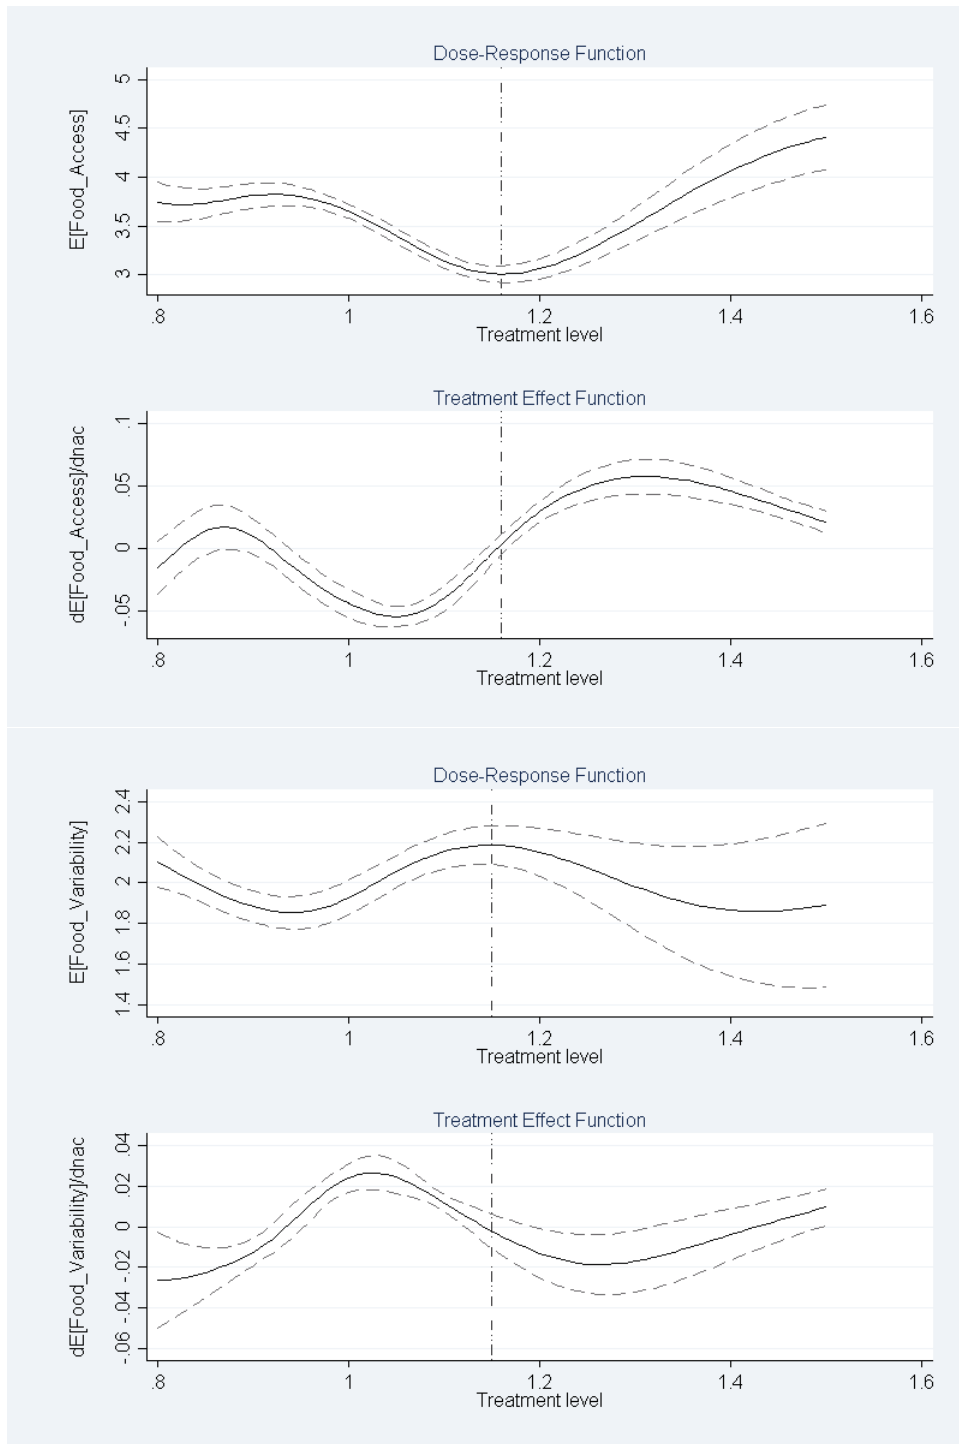 Dose-Response Function
E[Food_Access]
5
4.5
4
3.5
3
.8 1 1.2 1.4 1.6
Treatment level
Treatment Effect Function
dE[Food_Access]/dnac
.1
.05
0
-.05
.8 1 1.2 1.4 1.6
Treatment level
Dose-Response Function
E[Food_Variability]
2.4
2.2
2
1.8
1.6
1.4
.8 1 1.2 1.4 1.6
Treatment level
Treatment Effect Function
dE[Food_Variability]/dnac
.04
.02
0
-.02
-.04
-.06
.8 1 1.2 1.4 1.6
Treatment level